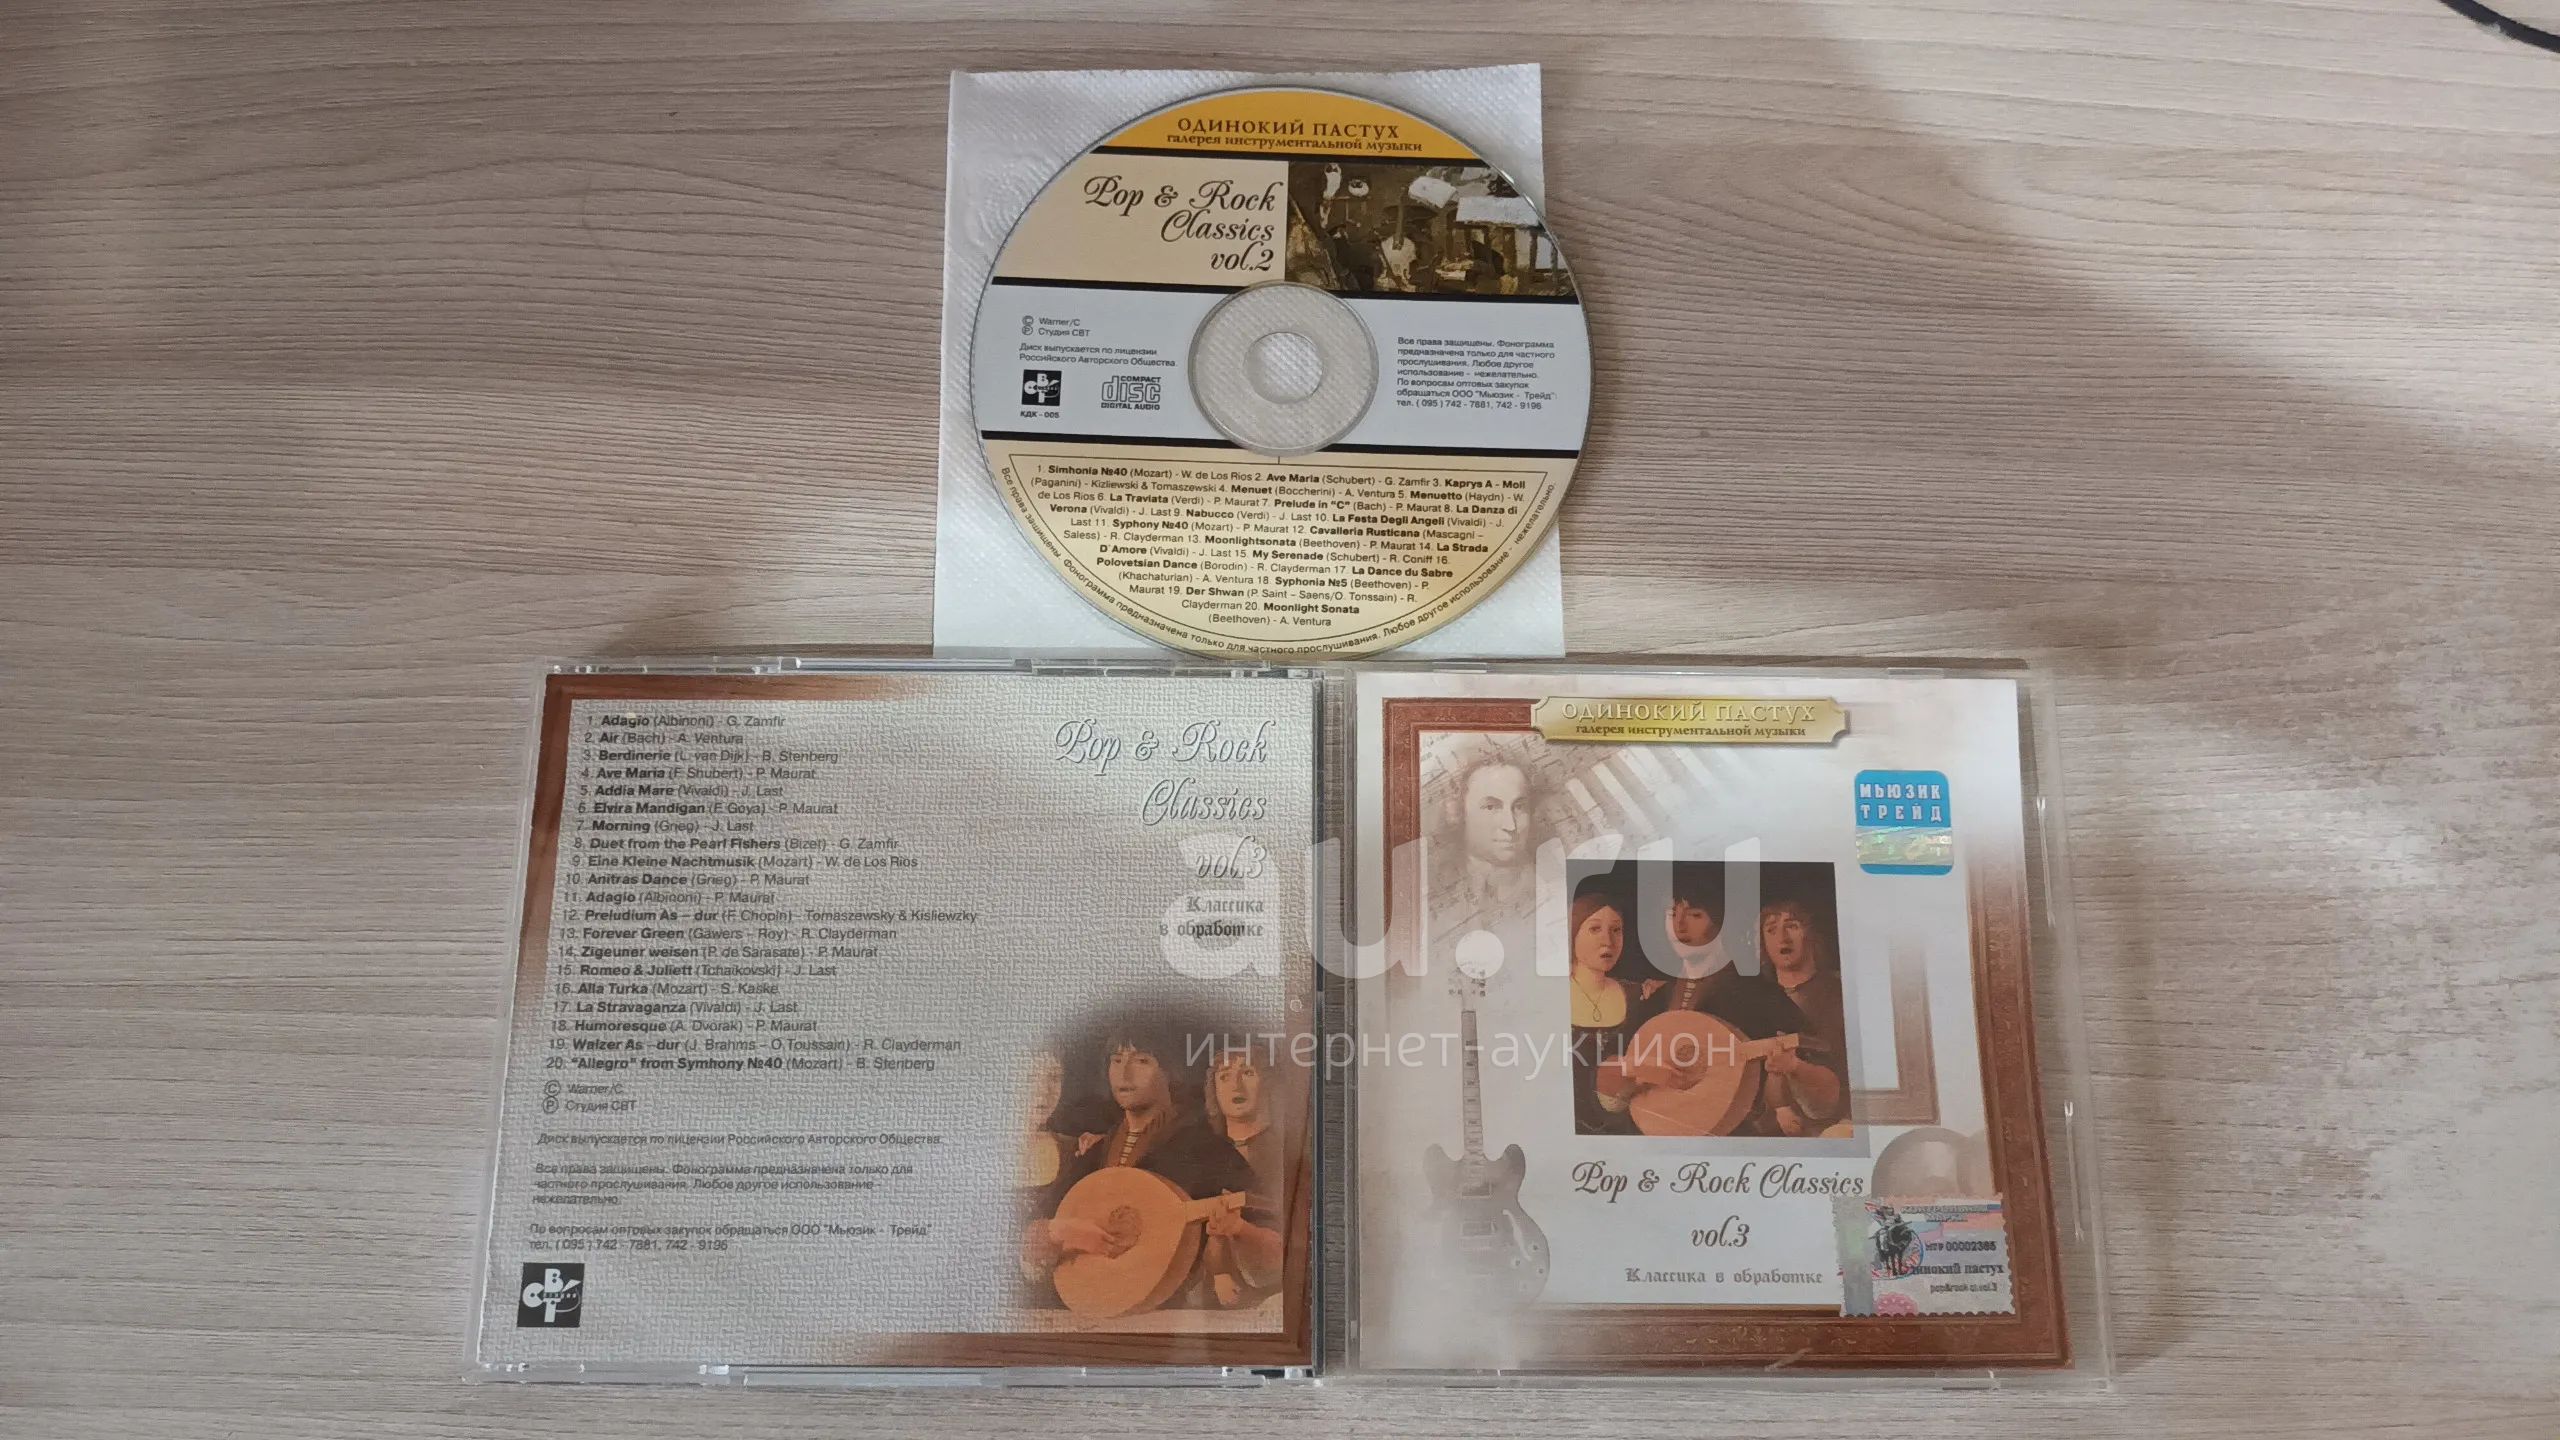 ОДИНОКИЙ ПАСТУХ
галерея инструментальной музыки
Pop & Rock
Classics
vol.2
© Warner/C
℗ Студия СВТ
Диск выпускается по лицензии
Российского Авторского Общества.
COMPACT
disc
DIGITAL AUDIO
КДК - 005
Все права защищены. Фонограмма
предназначена только для частного
прослушивания. Любое другое
использование - нежелательно.
По вопросам оптовых закупок
обращаться ООО "Мьюзик - Трейд":
тел. ( 095 ) 742 - 7881, 742 - 9196
1. Simhonia №40 (Mozart) - W. de Los Rios 2. Ave Maria (Schubert) - G. Zamfir 3. Kaprys A - Moll
(Paganini) - Kizliewski & Tomaszewski 4. Menuet (Boccherini) - A. Ventura 5. Menuetto (Haydn) - W.
de Los Rios 6. La Traviata (Verdi) - P. Maurat 7. Prelude in "C" (Bach) - P. Maurat 8. La Danza di
Verona (Vivaldi) - J. Last 9. Nabucco (Verdi) - J. Last 10. La Festa Degli Angeli (Vivaldi) - J.
Last 11. Syphony №40 (Mozart) - P. Maurat 12. Cavalleria Rusticana (Mascagni –
Saless) - R. Clayderman 13. Moonlightsonata (Beethoven) - P. Maurat 14. La Strada
D`Amore (Vivaldi) - J. Last 15. My Serenade (Schubert) - R. Coniff 16.
Polovetsian Dance (Borodin) - R. Clayderman 17. La Dance du Sabre
(Khachaturian) - A. Ventura 18. Syphonia №5 (Beethoven) - P.
Maurat 19. Der Shwan (P. Saint – Saens/O. Tonssain) - R.
Clayderman 20. Moonlight Sonata
(Beethoven) - A. Ventura
Все права защищены. Фонограмма предназначена только для частного прослушивания. Любое другое использование - нежелательно.
1. Adagio (Albinoni) - G. Zamfir
2. Air (Bach) - A. Ventura
3. Berdinerie (L. van Dijk) - B. Stenberg
4. Ave Maria (F. Shubert) - P. Maurat
5. Addia Mare (Vivaldi) - J. Last
6. Elvira Mandigan (F. Goya) - P. Maurat
7. Morning (Grieg) - J. Last
8. Duet from the Pearl Fishers (Bizet) - G. Zamfir
9. Eine Kleine Nachtmusik (Mozart) - W. de Los Rios
10. Anitras Dance (Grieg) - P. Maurat
11. Adagio (Albinoni) - P. Maurat
12. Preludium As – dur (F. Chopin) - Tomaszewsky & Kisliewzky
13. Forever Green (Gawers - Roy) - R. Clayderman
14. Zigeuner weisen (P. de Sarasate) - P. Maurat
15. Romeo & Juliett (Tchaikovski) - J. Last
16. Alla Turka (Mozart) - S. Kaske
17. La Stravaganza (Vivaldi) - J. Last
18. Humoresque (A. Dvorak) - P. Maurat
19. Walzer As –dur (J. Brahms – O.Toussain) - R. Clayderman
20. "Allegro" from Symhony №40 (Mozart) - B. Stenberg
© Warner/C
℗ Студия СВТ
Диск выпускается по лицензии Российского Авторского Общества.
Все права защищены. Фонограмма предназначена только для
частного прослушивания. Любое другое использование -
нежелательно.
По вопросам оптовых закупок обращаться ООО "Мьюзик - Трейд"
тел. ( 095 ) 742 - 7881, 742 - 9196
Pop & Rock
Classics
vol.3
Классика
в обработке
ОДИНОКИЙ ПАСТУХ
галерея инструментальной музыки
МЬЮЗИК
ТРЕЙД
Pop & Rock Classics
vol.3
Классика в обработке
КОНТРОЛЬНАЯ
МАРКА
00002365
пастух
au.ru
интернет-аукцион